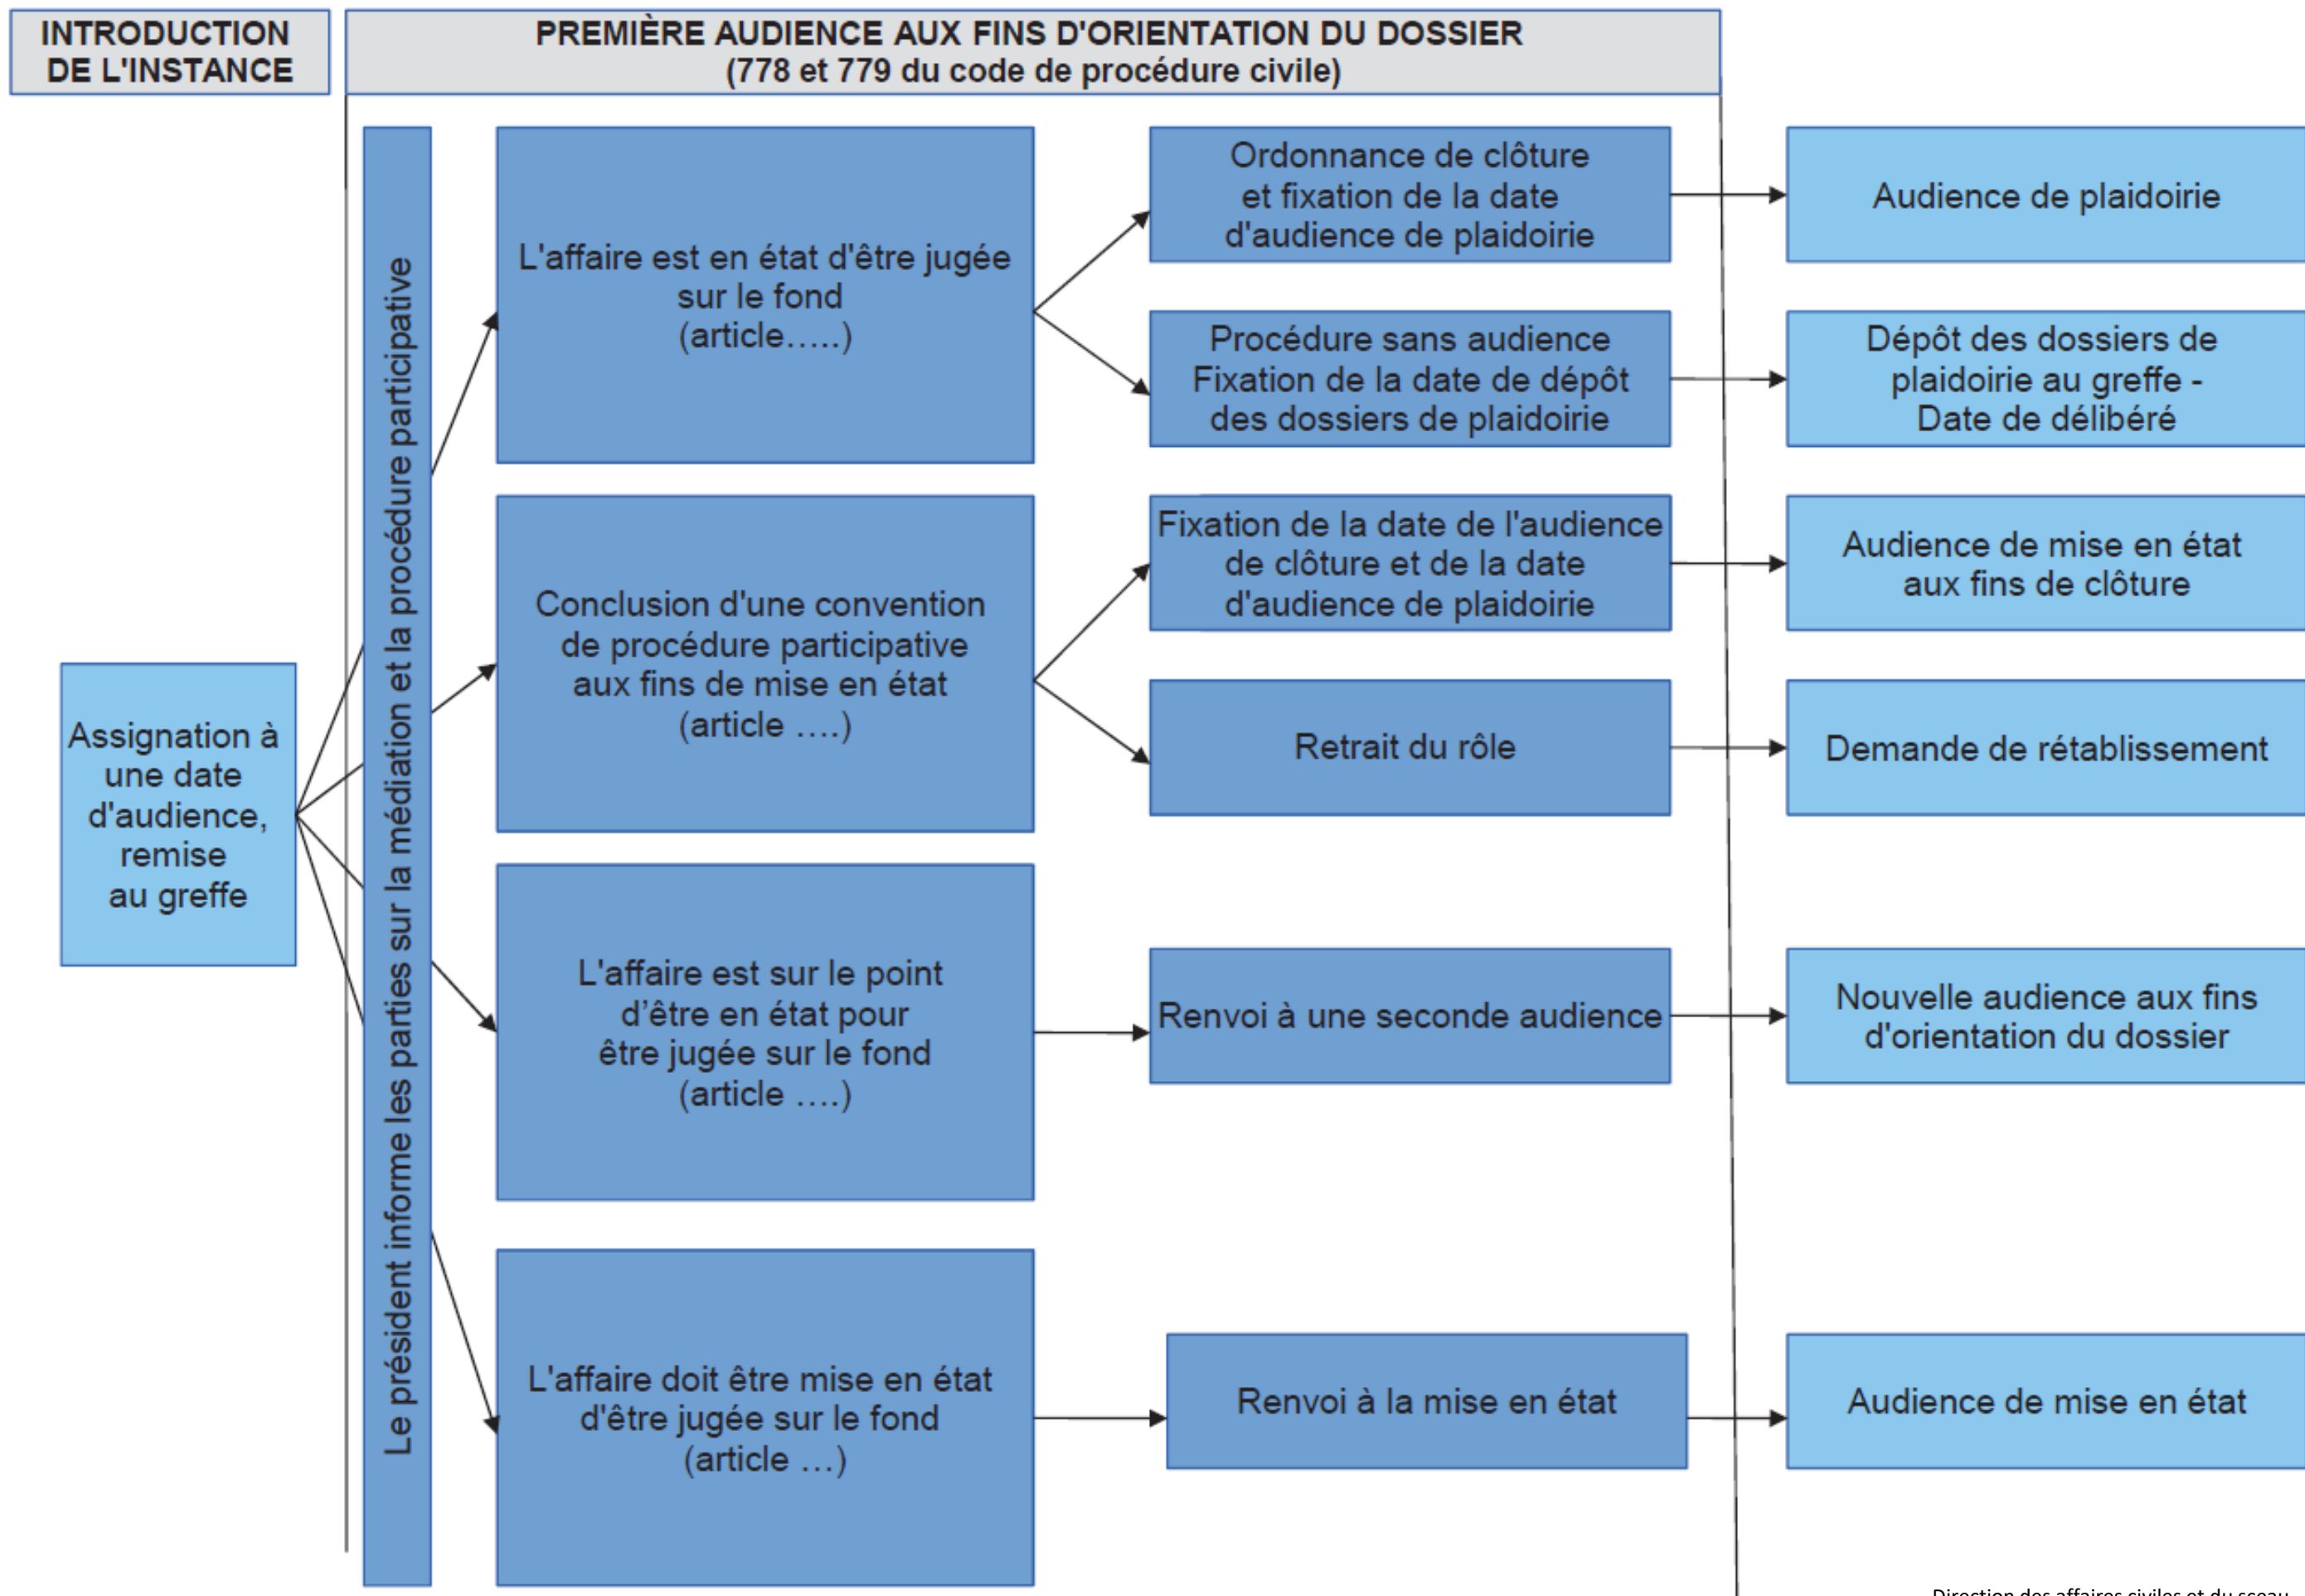 INTRODUCTION
DE L'INSTANCE
PREMIÈRE AUDIENCE AUX FINS D'ORIENTATION DU DOSSIER
(778 et 779 du code de procédure civile)
Assignation à
une date
d'audience,
remise
au greffe
Le président informe les parties sur la médiation et la procédure participative
L'affaire est en état d'être jugée
sur le fond
(article…..)
Ordonnance de clôture
et fixation de la date
d'audience de plaidoirie
Audience de plaidoirie
Procédure sans audience
Fixation de la date de dépôt
des dossiers de plaidoirie
Dépôt des dossiers de
plaidoirie au greffe -
Date de délibéré
Conclusion d'une convention
de procédure participative
aux fins de mise en état
(article ….)
Fixation de la date de l'audience
de clôture et de la date
d'audience de plaidoirie
Audience de mise en état
aux fins de clôture
Retrait du rôle
Demande de rétablissement
L'affaire est sur le point
d’être en état pour
être jugée sur le fond
(article ….)
Renvoi à une seconde audience
Nouvelle audience aux fins
d'orientation du dossier
L'affaire doit être mise en état
d'être jugée sur le fond
(article …)
Renvoi à la mise en état
Audience de mise en état
Direction des affaires civiles et du sceau